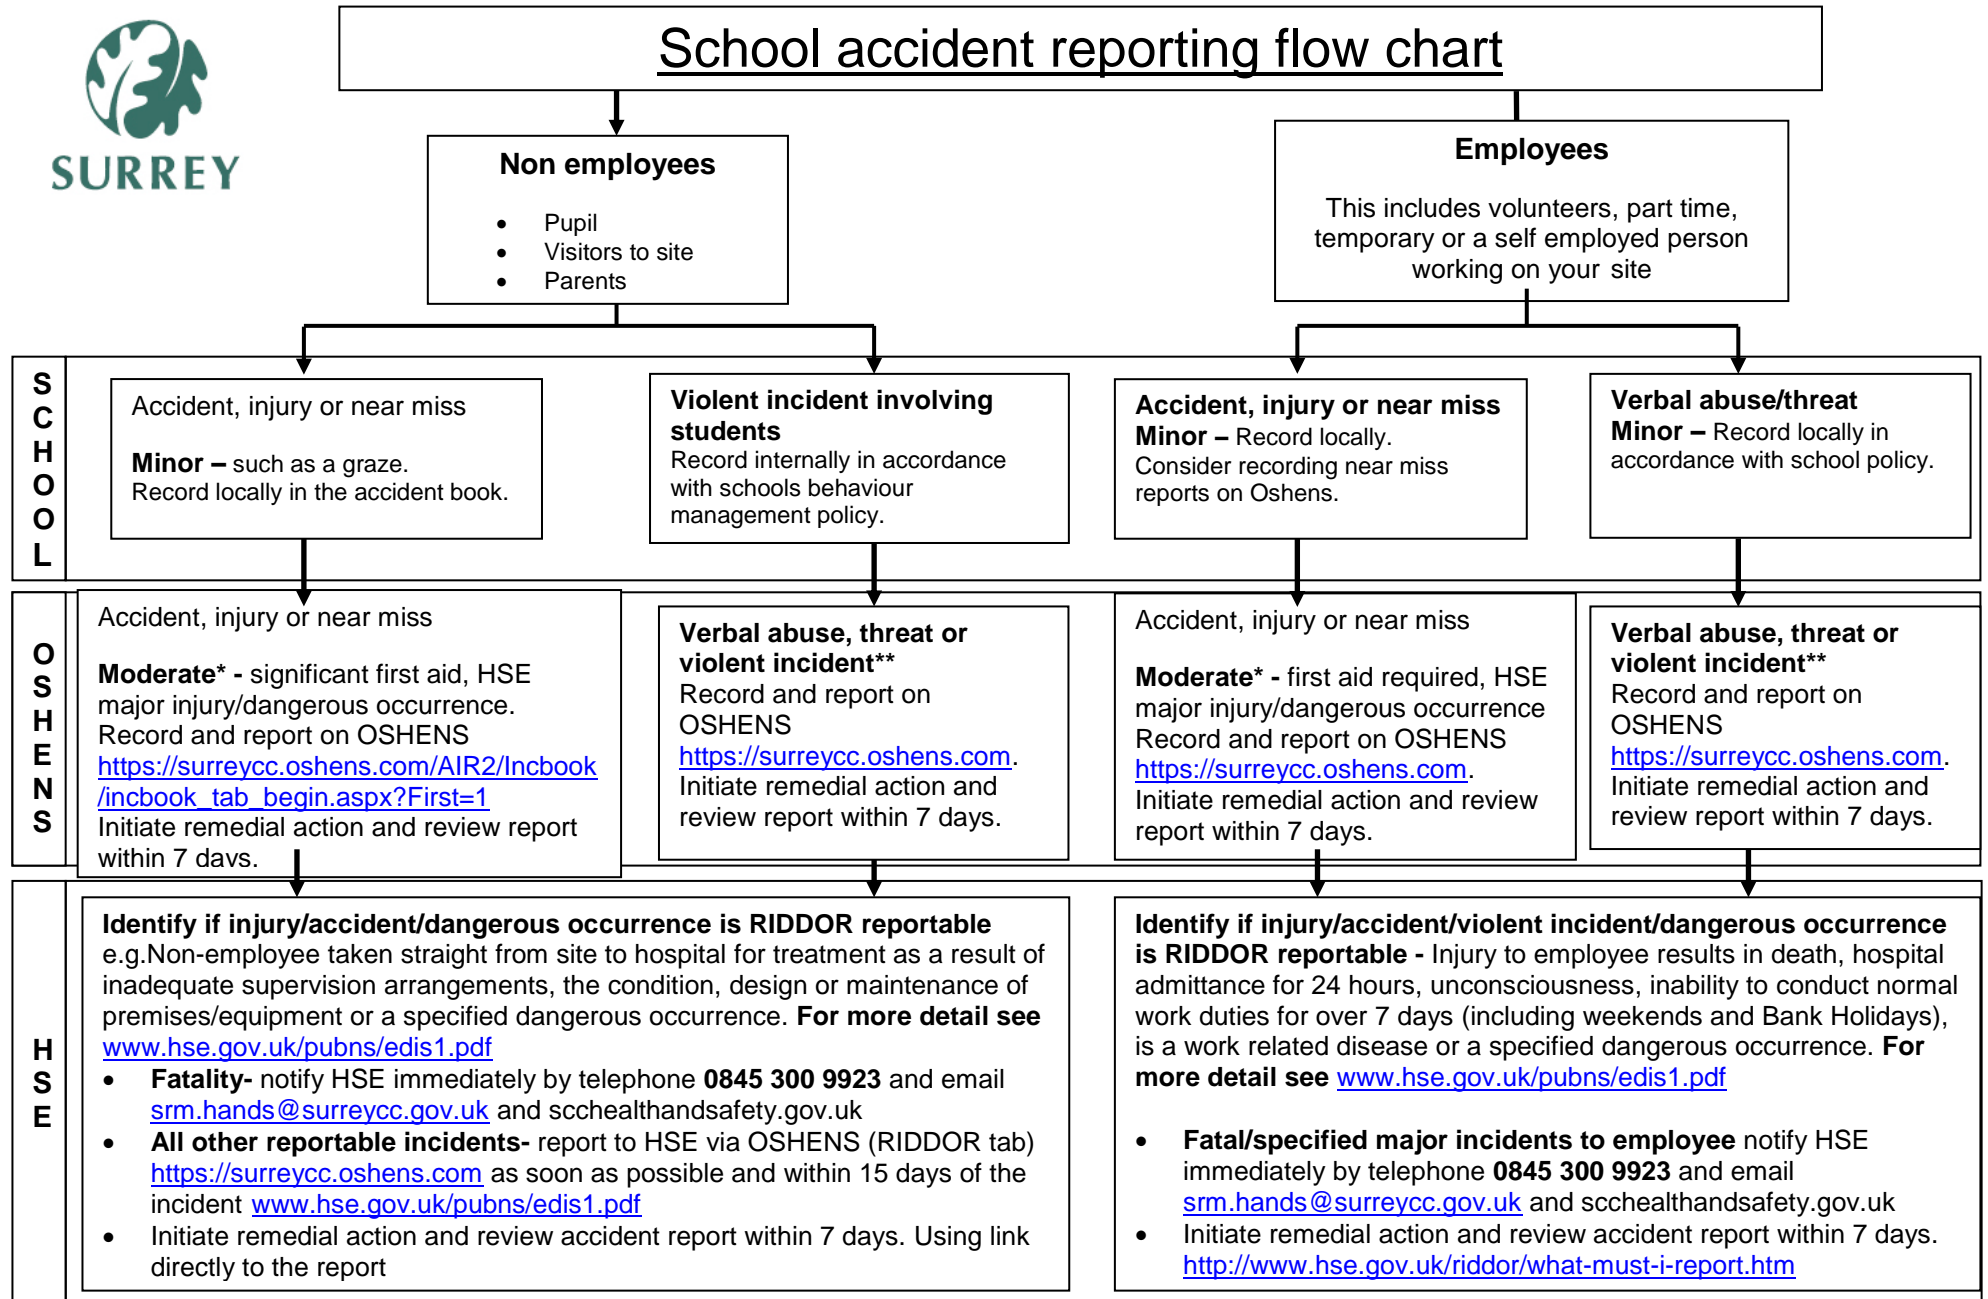 SURREY
School accident reporting flow chart
Non employees
• Pupil
• Visitors to site
• Parents
Employees
This includes volunteers, part time,
temporary or a self employed person
working on your site
SCHOOL
Accident, injury or near miss
Minor – such as a graze.
Record locally in the accident book.
Violent incident involving
students
Record internally in accordance
with schools behaviour
management policy.
Accident, injury or near miss
Minor – Record locally.
Consider recording near miss
reports on Oshens.
Verbal abuse/threat
Minor – Record locally in
accordance with school policy.
OSHENS
Accident, injury or near miss
Moderate* - significant first aid, HSE
major injury/dangerous occurrence.
Record and report on OSHENS
https://surreycc.oshens.com/AIR2/Incbook
/incbook_tab_begin.aspx?First=1
Initiate remedial action and review report
within 7 days.
Verbal abuse, threat or
violent incident**
Record and report on
OSHENS
https://surreycc.oshens.com.
Initiate remedial action and
review report within 7 days.
Accident, injury or near miss
Moderate* - first aid required, HSE
major injury/dangerous occurrence
Record and report on OSHENS
https://surreycc.oshens.com.
Initiate remedial action and review
report within 7 days.
Verbal abuse, threat or
violent incident**
Record and report on
OSHENS
https://surreycc.oshens.com.
Initiate remedial action and
review report within 7 days.
HSE
Identify if injury/accident/dangerous occurrence is RIDDOR reportable
e.g.Non-employee taken straight from site to hospital for treatment as a result of
inadequate supervision arrangements, the condition, design or maintenance of
premises/equipment or a specified dangerous occurrence. For more detail see
www.hse.gov.uk/pubns/edis1.pdf
• Fatality- notify HSE immediately by telephone 0845 300 9923 and email
srm.hands@surreycc.gov.uk and scchealthandsafety.gov.uk
• All other reportable incidents- report to HSE via OSHENS (RIDDOR tab)
https://surreycc.oshens.com as soon as possible and within 15 days of the
incident www.hse.gov.uk/pubns/edis1.pdf
• Initiate remedial action and review accident report within 7 days. Using link
directly to the report
Identify if injury/accident/violent incident/dangerous occurrence
is RIDDOR reportable - Injury to employee results in death, hospital
admittance for 24 hours, unconsciousness, inability to conduct normal
work duties for over 7 days (including weekends and Bank Holidays),
is a work related disease or a specified dangerous occurrence. For
more detail see www.hse.gov.uk/pubns/edis1.pdf
• Fatal/specified major incidents to employee notify HSE
immediately by telephone 0845 300 9923 and email
srm.hands@surreycc.gov.uk and scchealthandsafety.gov.uk
• Initiate remedial action and review accident report within 7 days.
http://www.hse.gov.uk/riddor/what-must-i-report.htm